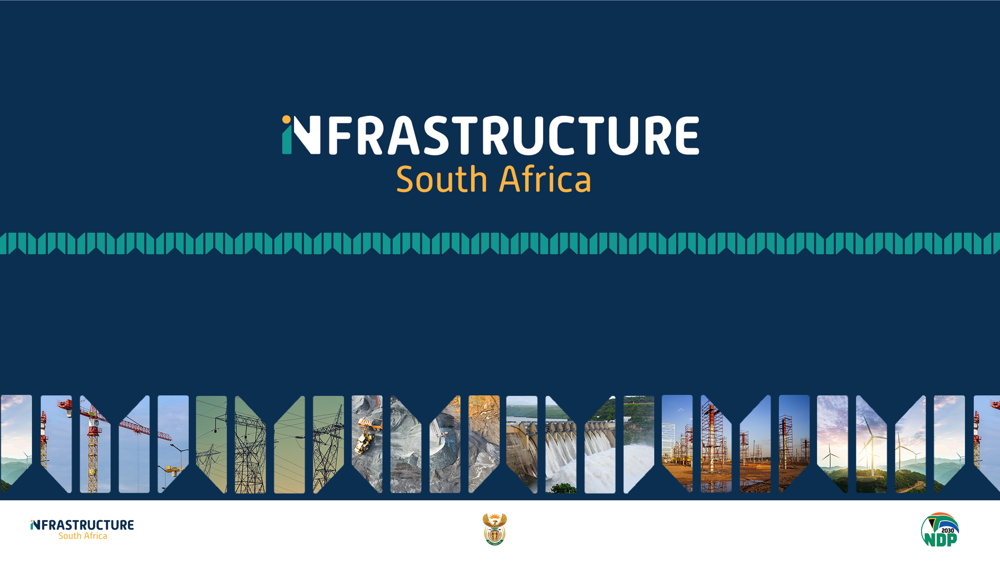 iNFRASTRUCTURE
South Africa
iNFRASTRUCTURE
South Africa
2030
NDP